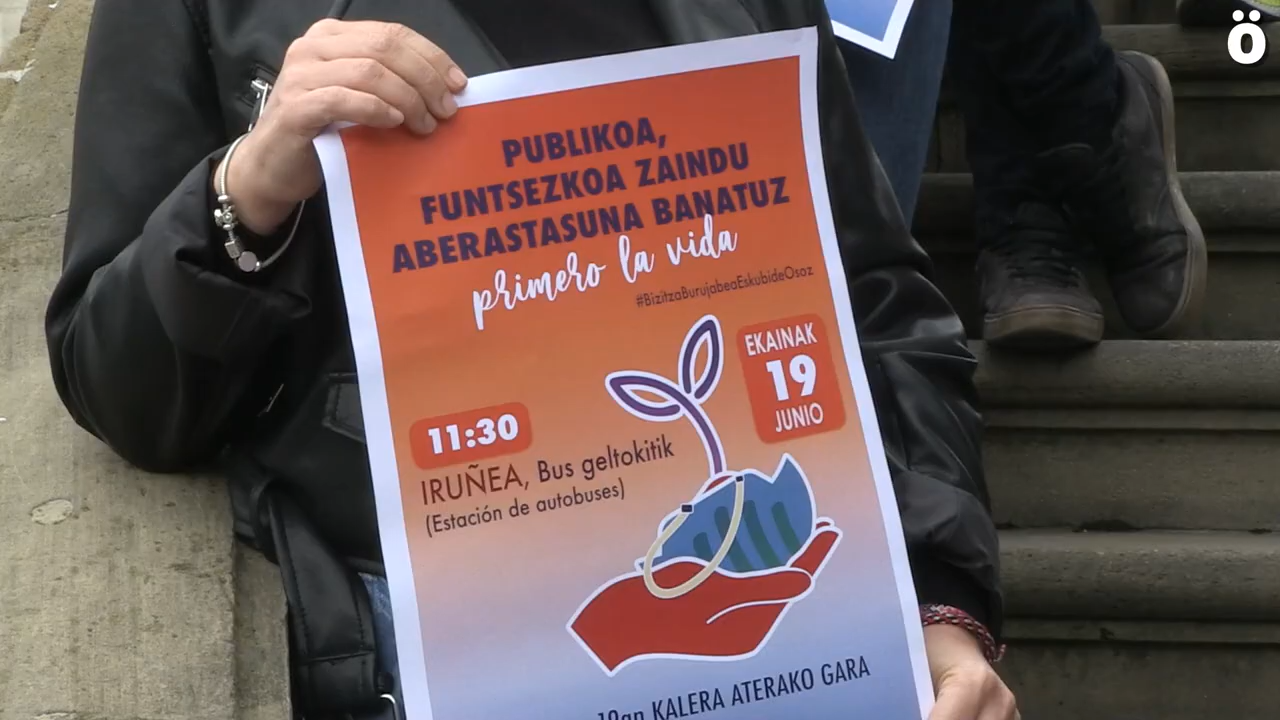 Ö
PUBLIKOA,
FUNTSEZKOA ZAINDU
ABERASTASUNA BANATUZ
primero la vida
#BizitzaBurujabeaEskubideOsoz
EKAINAK
19
JUNIO
11:30
IRUÑEA, Bus geltokitik
(Estación de autobuses)
19an KALERA ATERAKO GARA